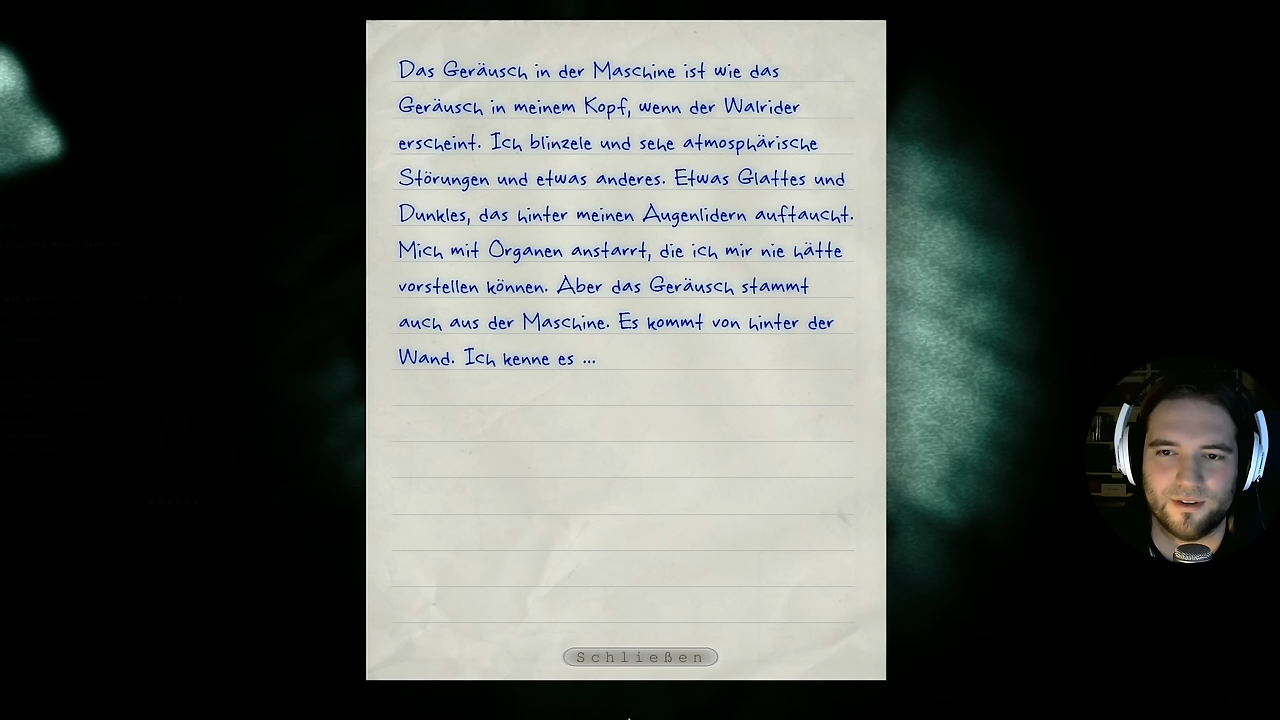 Das Geräusch in der Maschine ist wie das
Geräusch in meinem Kopf, wenn der Walrider
erscheint. Ich blinzele und sehe atmosphärische
Störungen und etwas anderes. Etwas Glattes und
Dunkles, das hinter meinen Augenlidern auftaucht.
Mich mit Organen anstarrt, die ich mir nie hätte
vorstellen können. Aber das Geräusch stammt
auch aus der Maschine. Es kommt von hinter der
Wand. Ich kenne es ...
Schließen